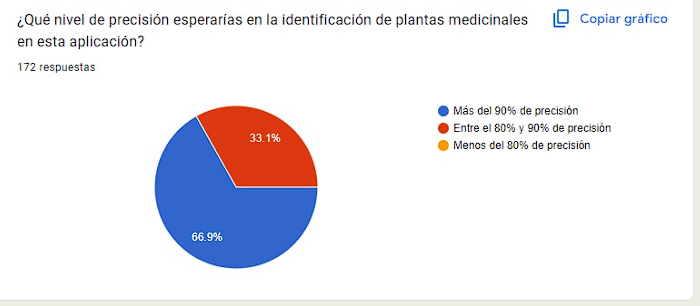 ¿Qué nivel de precisión esperarías en la identificación de plantas medicinales
en esta aplicación?
Copiar gráfico
172 respuestas
Más del 90% de precisión
Entre el 80% y 90% de precisión
Menos del 80% de precisión
33.1%
66.9%